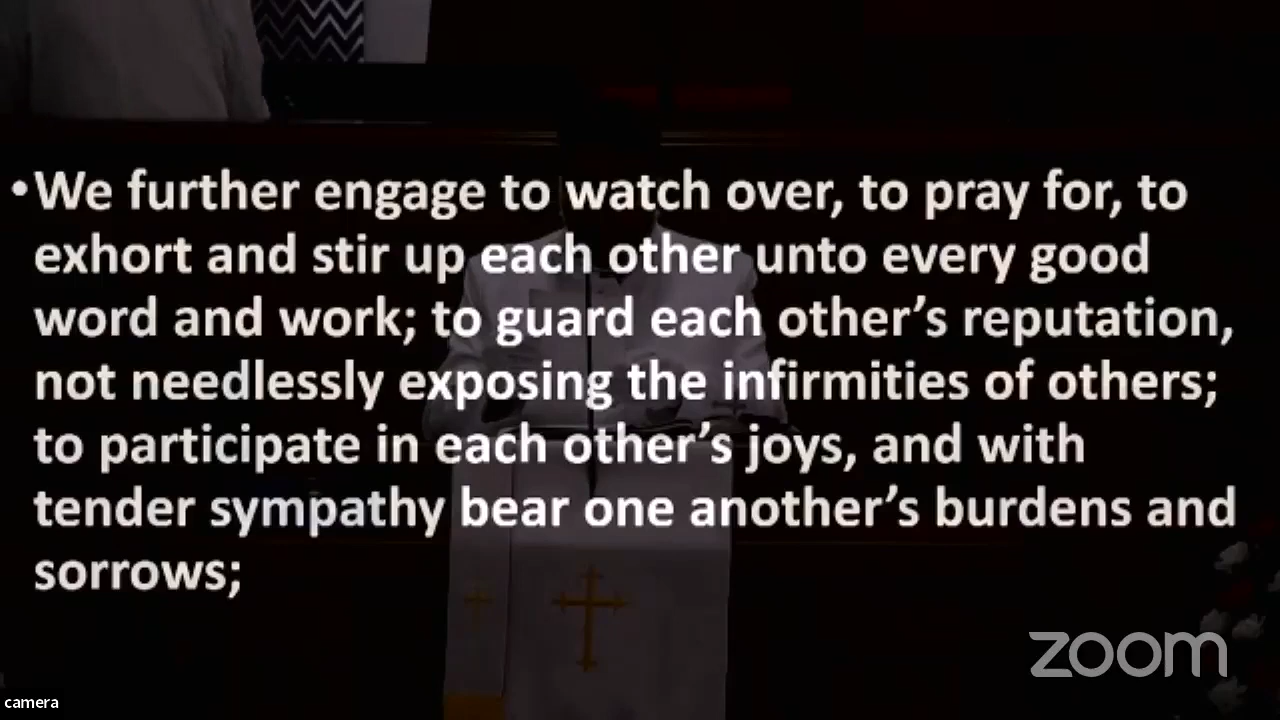 •We further engage to watch over, to pray for, to
exhort and stir up each other unto every good
word and work; to guard each other’s reputation,
not needlessly exposing the infirmities of others;
to participate in each other’s joys, and with
tender sympathy bear one another’s burdens and
sorrows;
zoom
camera